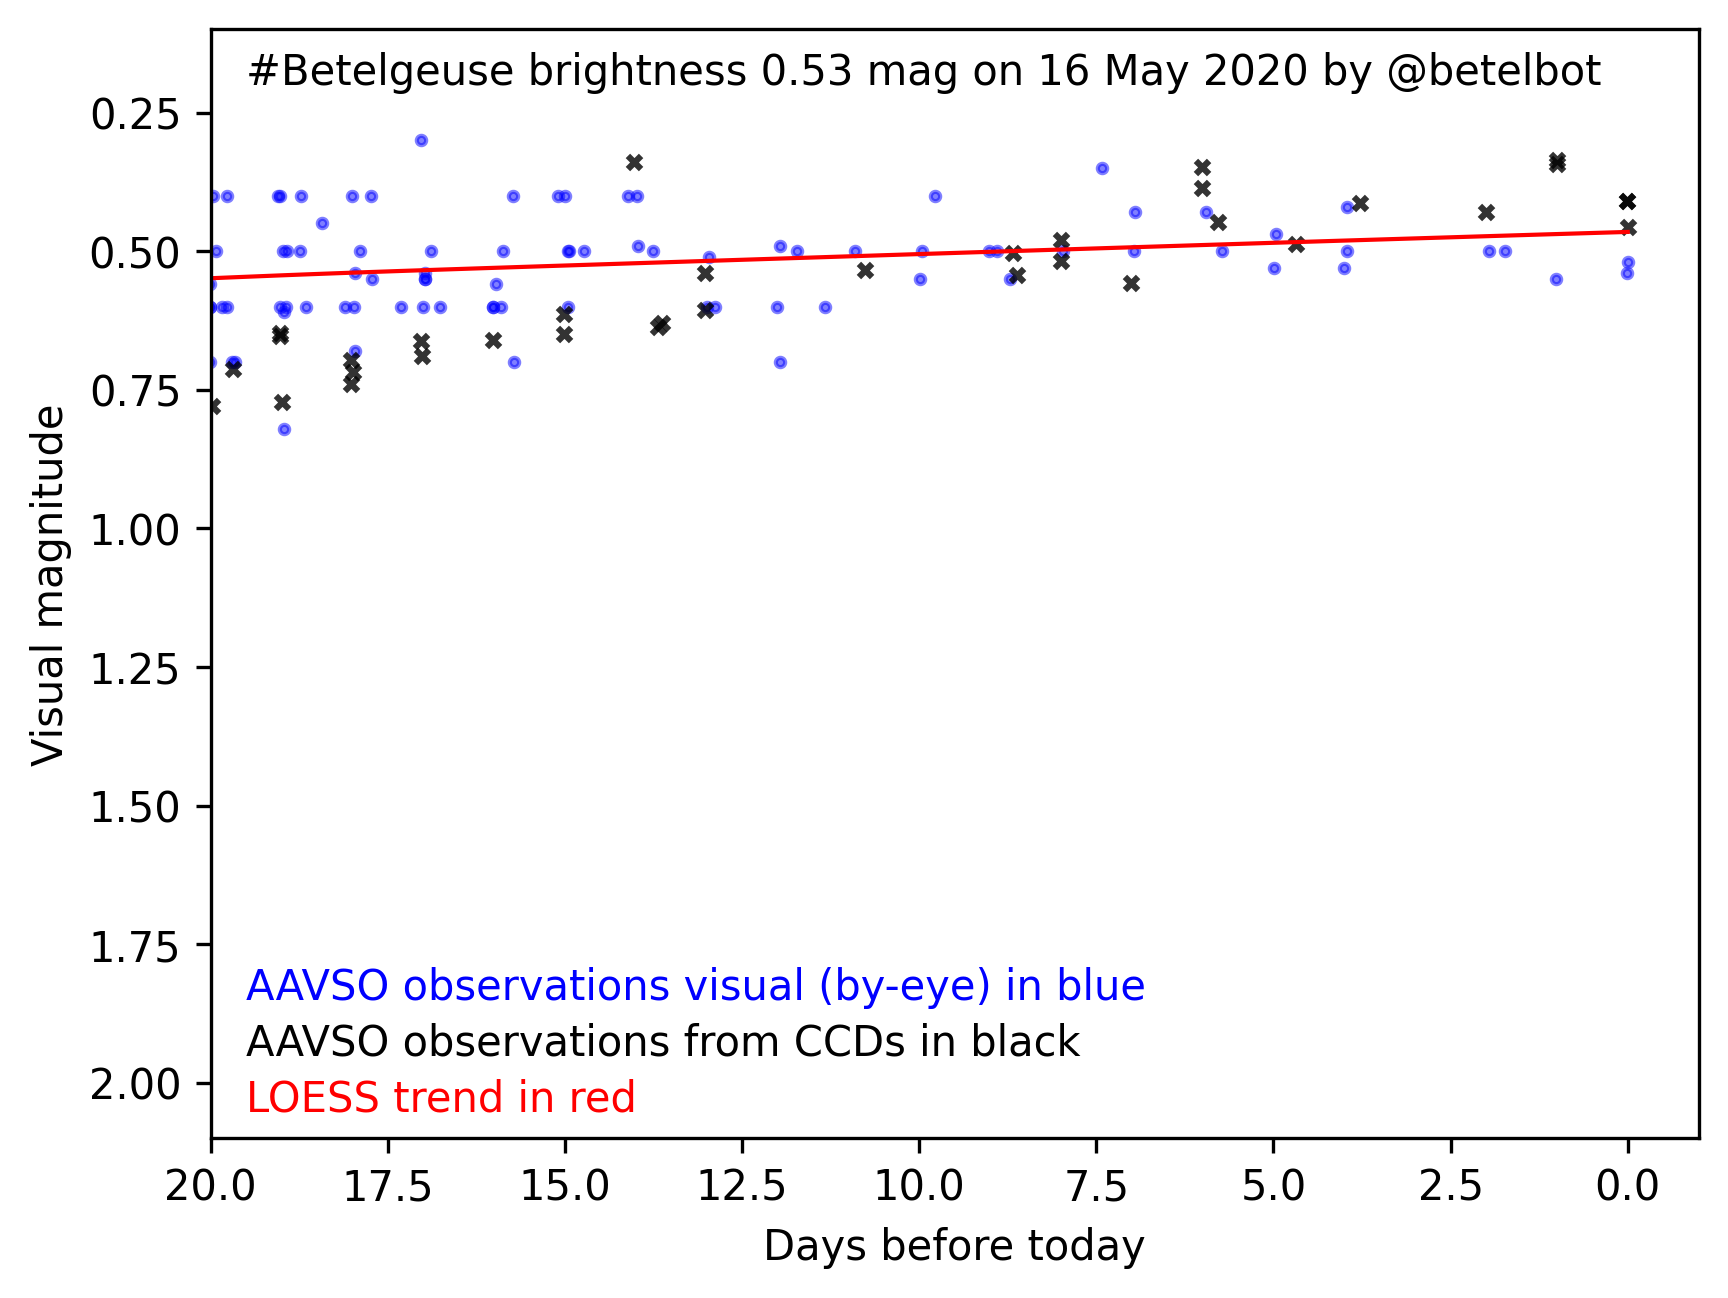 #Betelgeuse brightness 0.53 mag on 16 May 2020 by @betelbot
0.25
0.50
0.75
1.00
1.25
1.50
1.75
2.00
Visual magnitude
AAVSO observations visual (by-eye) in blue
AAVSO observations from CCDs in black
LOESS trend in red
20.0 17.5 15.0 12.5 10.0 7.5 5.0 2.5 0.0
Days before today